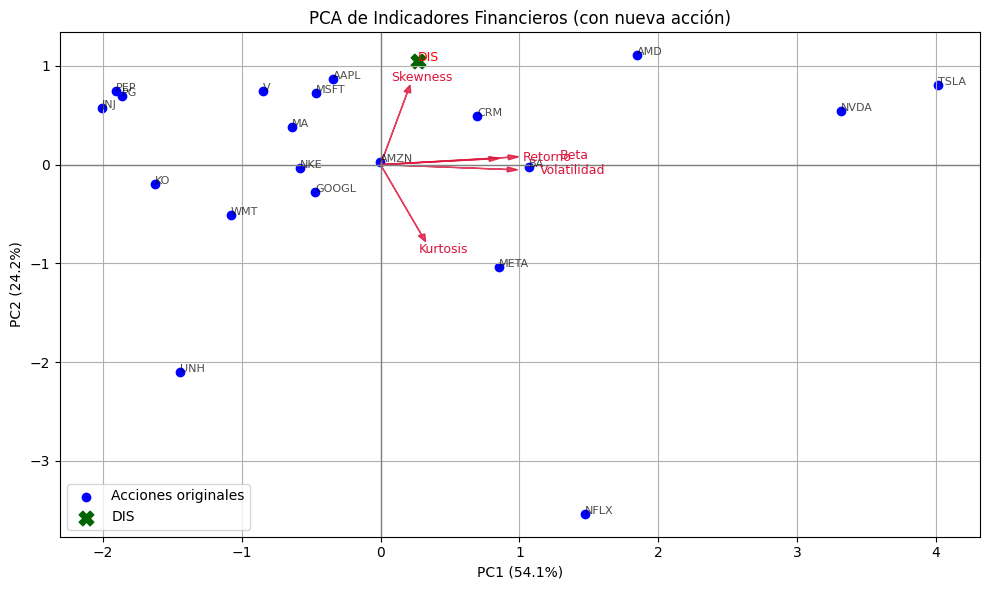 PCA de Indicadores Financieros (con nueva acción)
PC2 (24.2%)
1
0
−1
−2
−3
DIS
AMD
Skewness
AAPL
TSLA
PEP
PG
V
MSFT
JNJ
NVDA
CRM
MA
Beta
Retorno
AMZN
NKE
BA
Volatilidad
KO
GOOGL
WMT
Kurtosis
META
UNH
NFLX
Acciones originales
DIS
−2
−1
0
1
2
3
4
PC1 (54.1%)